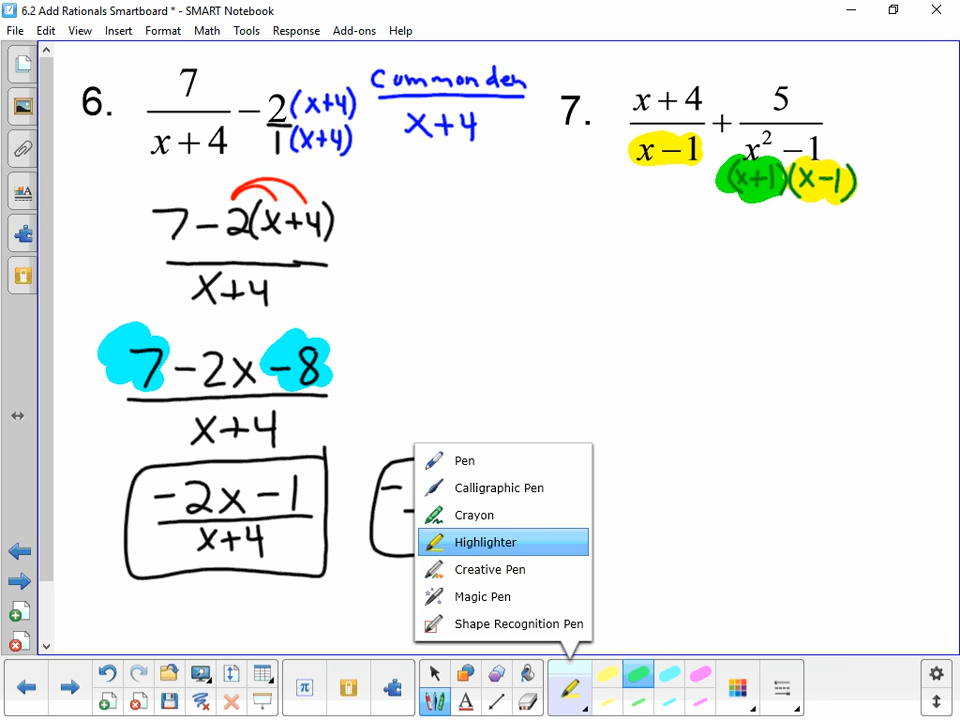 6.2 Add Rationals Smartboard * - SMART Notebook
File Edit View Insert Format Math Tools Response Add-ons Help
6. 7/(x + 4) − 2/1 (x+4)/(x+4)
Common den
x+4
7 − 2(x+4)
x+4
7 − 2x − 8
x+4
−2x − 1
x+4
7. (x + 4)/(x − 1) + 5/(x² − 1)
(x+1)(x−1)
Pen
Calligraphic Pen
Crayon
Highlighter
Creative Pen
Magic Pen
Shape Recognition Pen
π
A